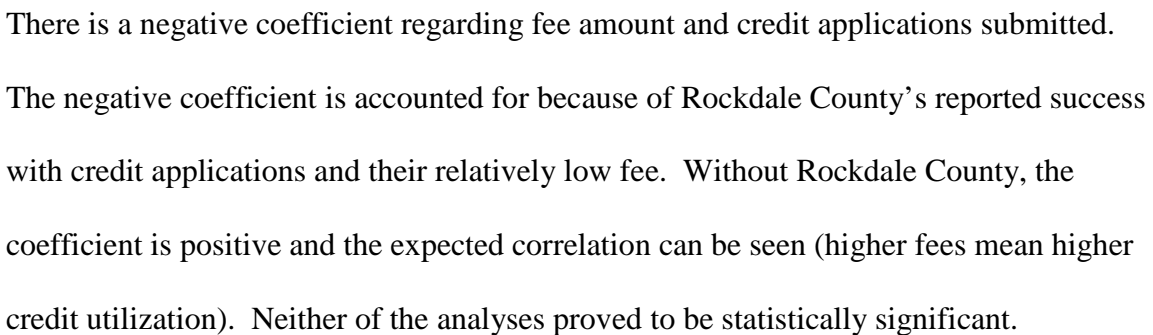 There is a negative coefficient regarding fee amount and credit applications submitted.
The negative coefficient is accounted for because of Rockdale County’s reported success
with credit applications and their relatively low fee.  Without Rockdale County, the
coefficient is positive and the expected correlation can be seen (higher fees mean higher
credit utilization).  Neither of the analyses proved to be statistically significant.